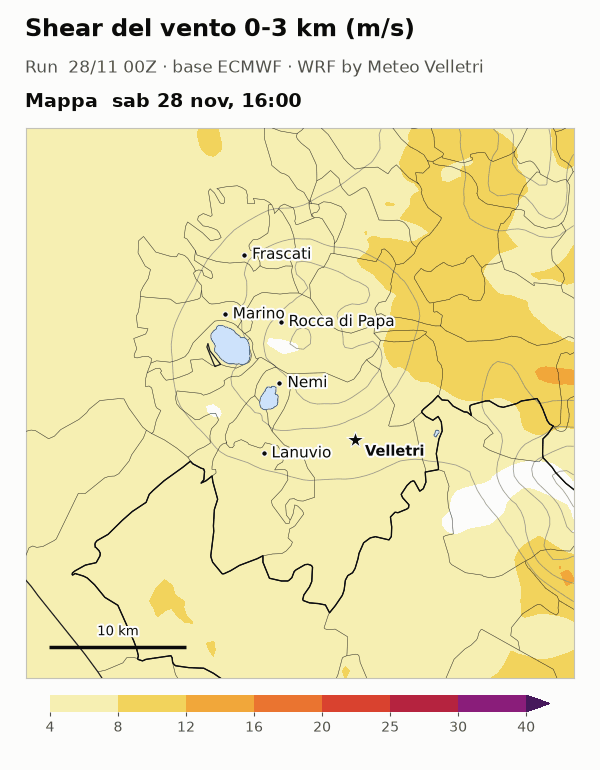 Shear del vento 0-3 km (m/s)
Run  28/11 00Z · base ECMWF · WRF by Meteo Velletri
Mappa  sab 28 nov, 16:00
Frascati
Marino
Rocca di Papa
Nemi
Velletri
Lanuvio
10 km
4 8 12 16 20 25 30 40